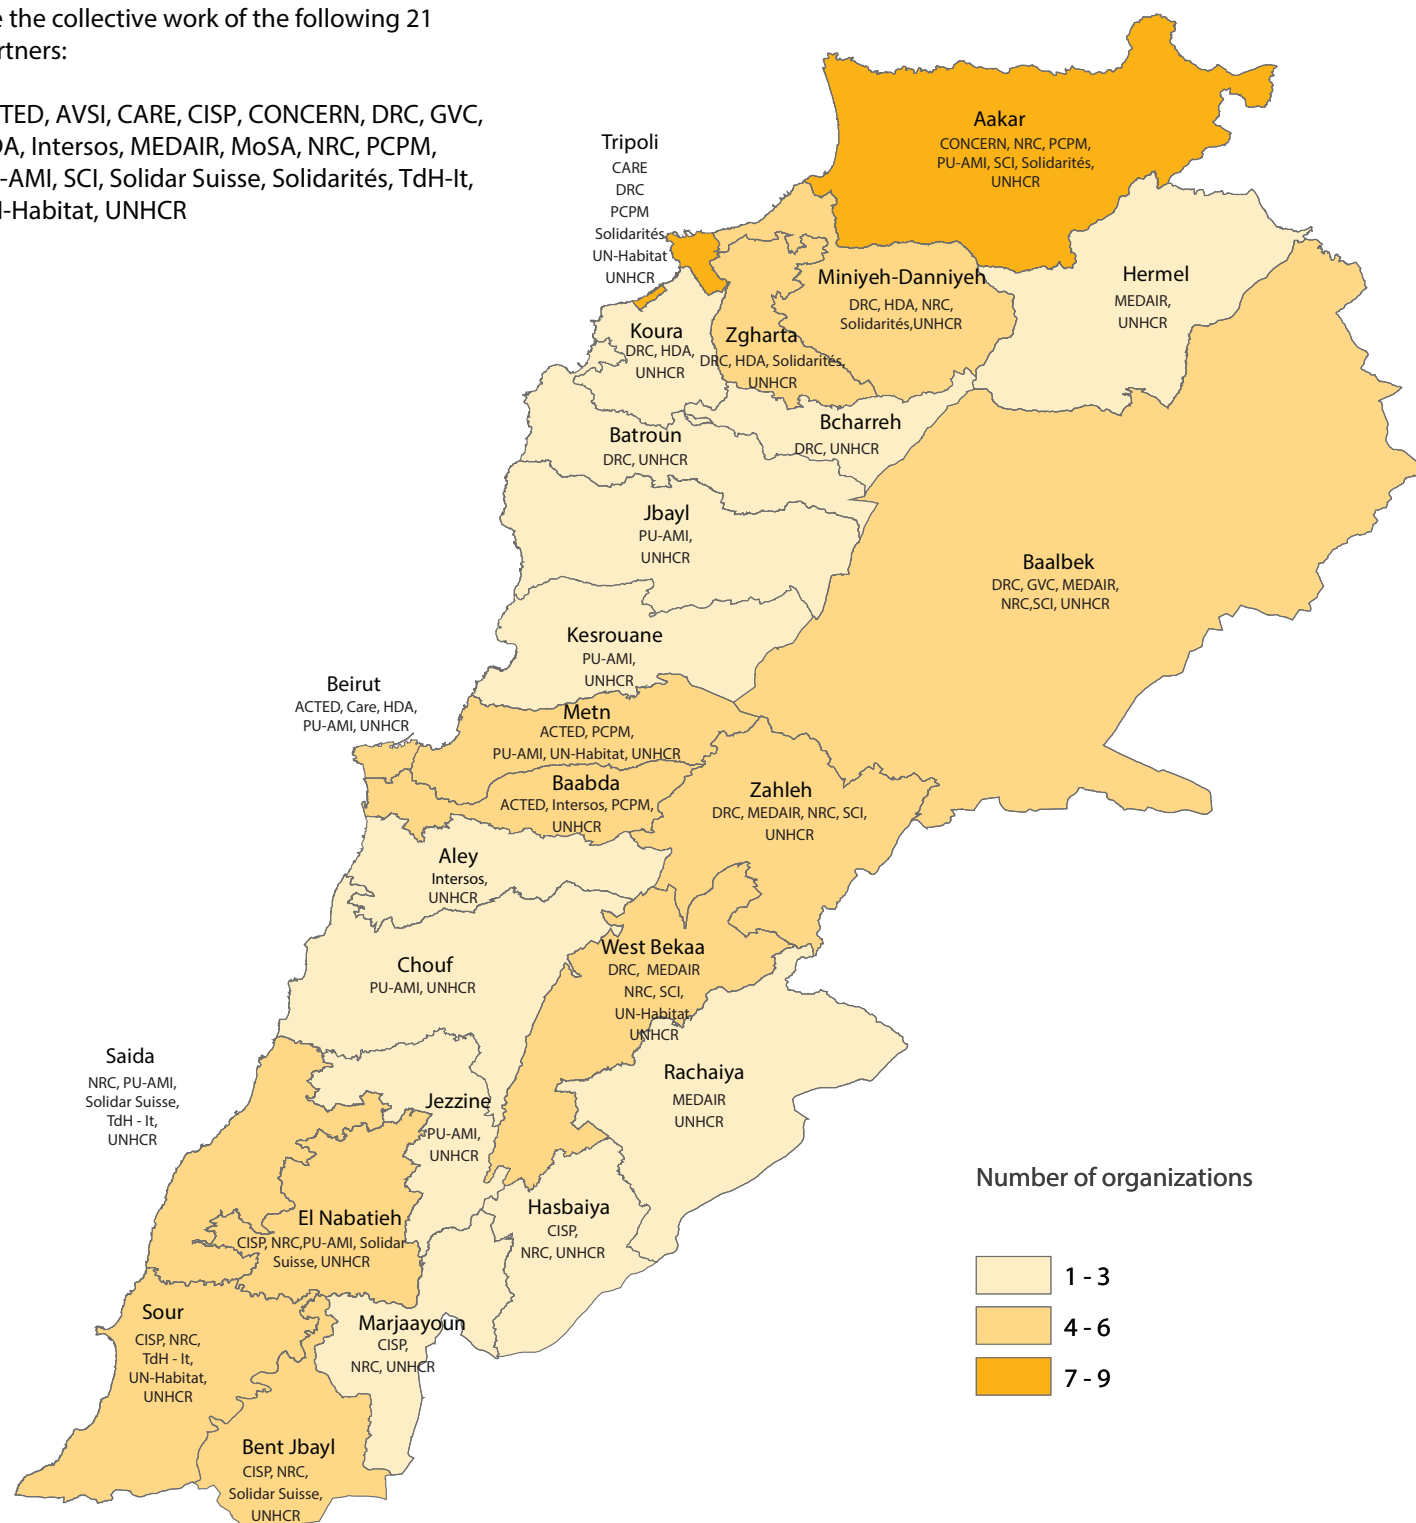 the collective work of the following 21
partners:
ACTED, AVSI, CARE, CISP, CONCERN, DRC, GVC,
HDA, Intersos, MEDAIR, MoSA, NRC, PCPM,
PU-AMI, SCI, Solidar Suisse, Solidarités, TdH-It,
UN-Habitat, UNHCR
Aakar
CONCERN, NRC, PCPM,
PU-AMI, SCI, Solidarités,
UNHCR
Tripoli
CARE
DRC
PCPM
Solidarités
UN-Habitat
UNHCR
Hermel
MEDAIR,
UNHCR
Miniyeh-Danniyeh
DRC, HDA, NRC,
Solidarités,UNHCR
Koura
DRC, HDA,
UNHCR
Zgharta
DRC, HDA, Solidarités,
UNHCR
Bcharreh
DRC, UNHCR
Batroun
DRC, UNHCR
Jbayl
PU-AMI,
UNHCR
Baalbek
DRC, GVC, MEDAIR,
NRC,SCI, UNHCR
Kesrouane
PU-AMI,
UNHCR
Beirut
ACTED, Care, HDA,
PU-AMI, UNHCR
Metn
ACTED, PCPM,
PU-AMI, UN-Habitat, UNHCR
Baabda
ACTED, Intersos, PCPM,
UNHCR
Zahleh
DRC, MEDAIR, NRC, SCI,
UNHCR
Aley
Intersos,
UNHCR
Chouf
PU-AMI, UNHCR
West Bekaa
DRC, MEDAIR
NRC, SCI,
UN-Habitat,
UNHCR
Saida
NRC, PU-AMI,
Solidar Suisse,
TdH - It,
UNHCR
Rachaiya
MEDAIR
UNHCR
Jezzine
PU-AMI,
UNHCR
Hasbaiya
CISP,
NRC, UNHCR
El Nabatieh
CISP, NRC,PU-AMI, Solidar
Suisse, UNHCR
Sour
CISP, NRC,
TdH - It,
UN-Habitat,
UNHCR
Marjaayoun
CISP,
NRC, UNHCR
Bent Jbayl
CISP, NRC,
Solidar Suisse,
UNHCR
Number of organizations
1 - 3
4 - 6
7 - 9